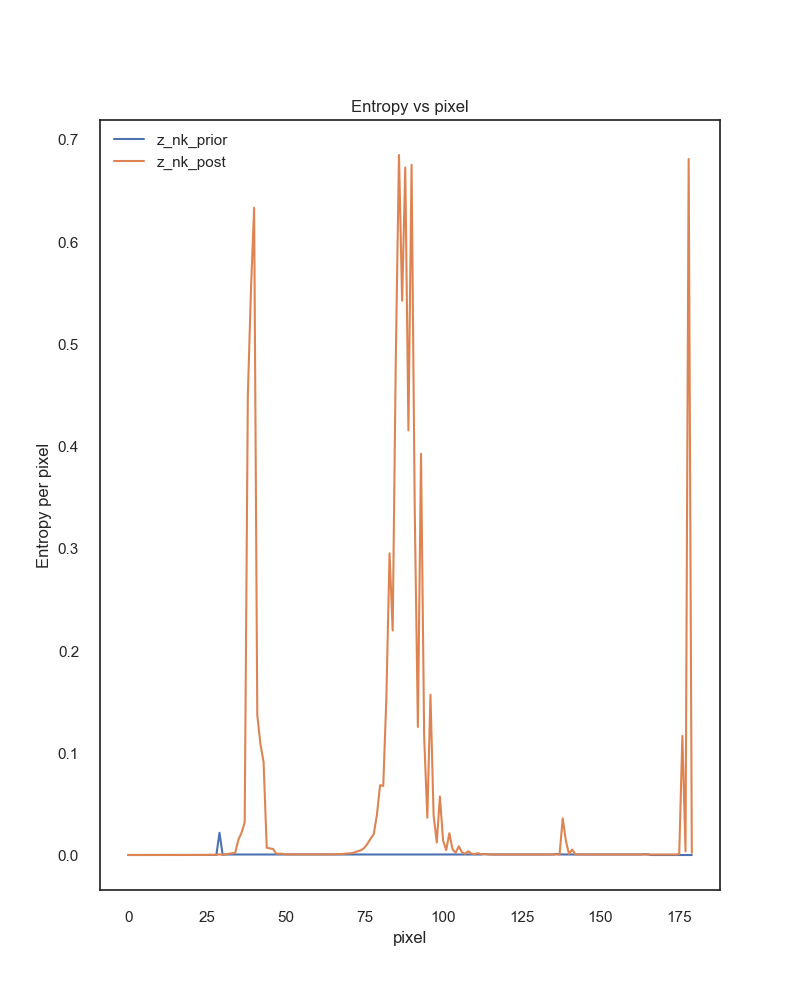 Entropy vs pixel
z_nk_prior
z_nk_post
0.7
0.6
0.5
0.4
0.3
0.2
0.1
0.0
Entropy per pixel
0 25 50 75 100 125 150 175
pixel